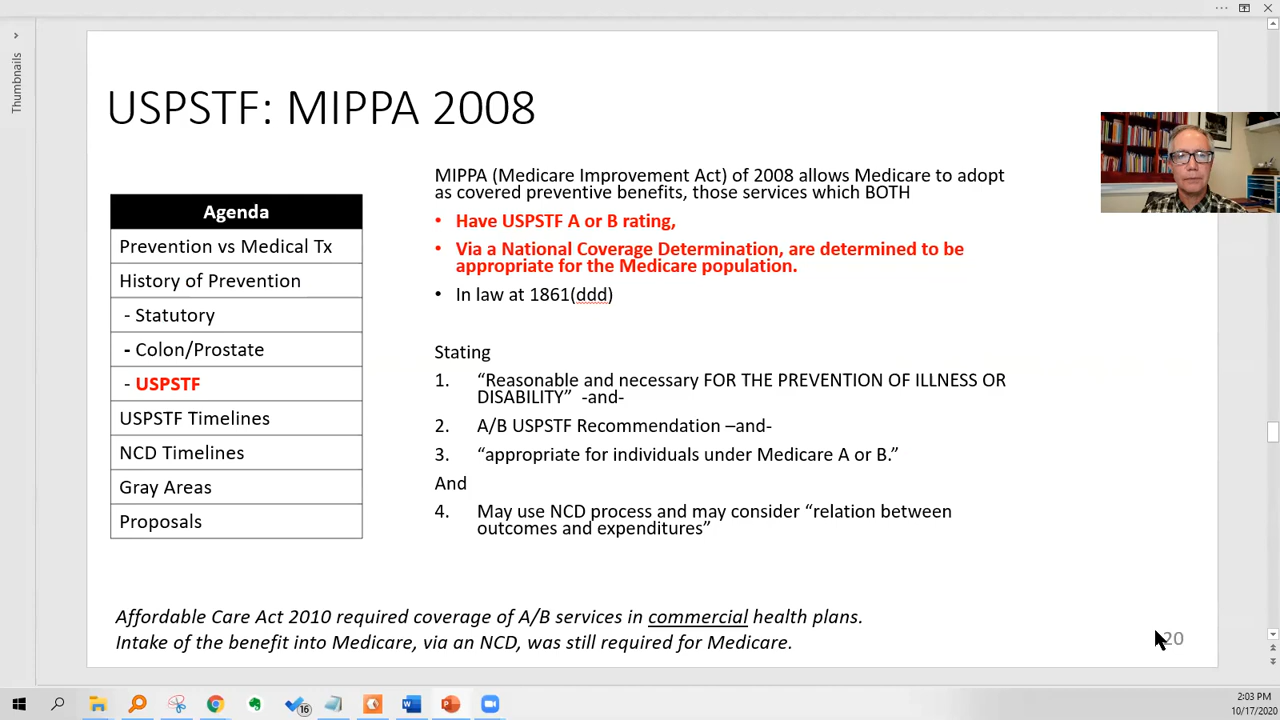 Thumbnails
USPSTF: MIPPA 2008
Agenda
Prevention vs Medical Tx
History of Prevention
- Statutory
- Colon/Prostate
- USPSTF
USPSTF Timelines
NCD Timelines
Gray Areas
Proposals
MIPPA (Medicare Improvement Act) of 2008 allows Medicare to adopt
as covered preventive benefits, those services which BOTH
• Have USPSTF A or B rating,
• Via a National Coverage Determination, are determined to be
appropriate for the Medicare population.
• In law at 1861(ddd)
Stating
1. “Reasonable and necessary FOR THE PREVENTION OF ILLNESS OR
DISABILITY” -and-
2. A/B USPSTF Recommendation –and-
3. “appropriate for individuals under Medicare A or B.”
And
4. May use NCD process and may consider “relation between
outcomes and expenditures”
Affordable Care Act 2010 required coverage of A/B services in commercial health plans.
Intake of the benefit into Medicare, via an NCD, was still required for Medicare.
20
16
2:03 PM
10/17/2020